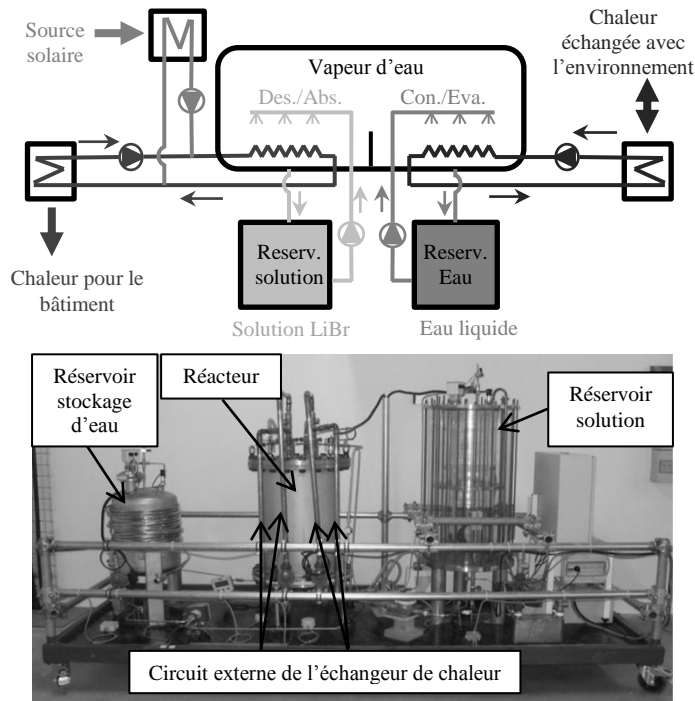 Source
solaire
Vapeur d'eau
Des./Abs.
Con./Eva.
Chaleur
échangée avec
l'environnement
Chaleur pour le
bâtiment
Reserv.
solution
Reserv.
Eau
Solution LiBr
Eau liquide
Réservoir
stockage
d'eau
Réacteur
Réservoir
solution
Circuit externe de l'échangeur de chaleur